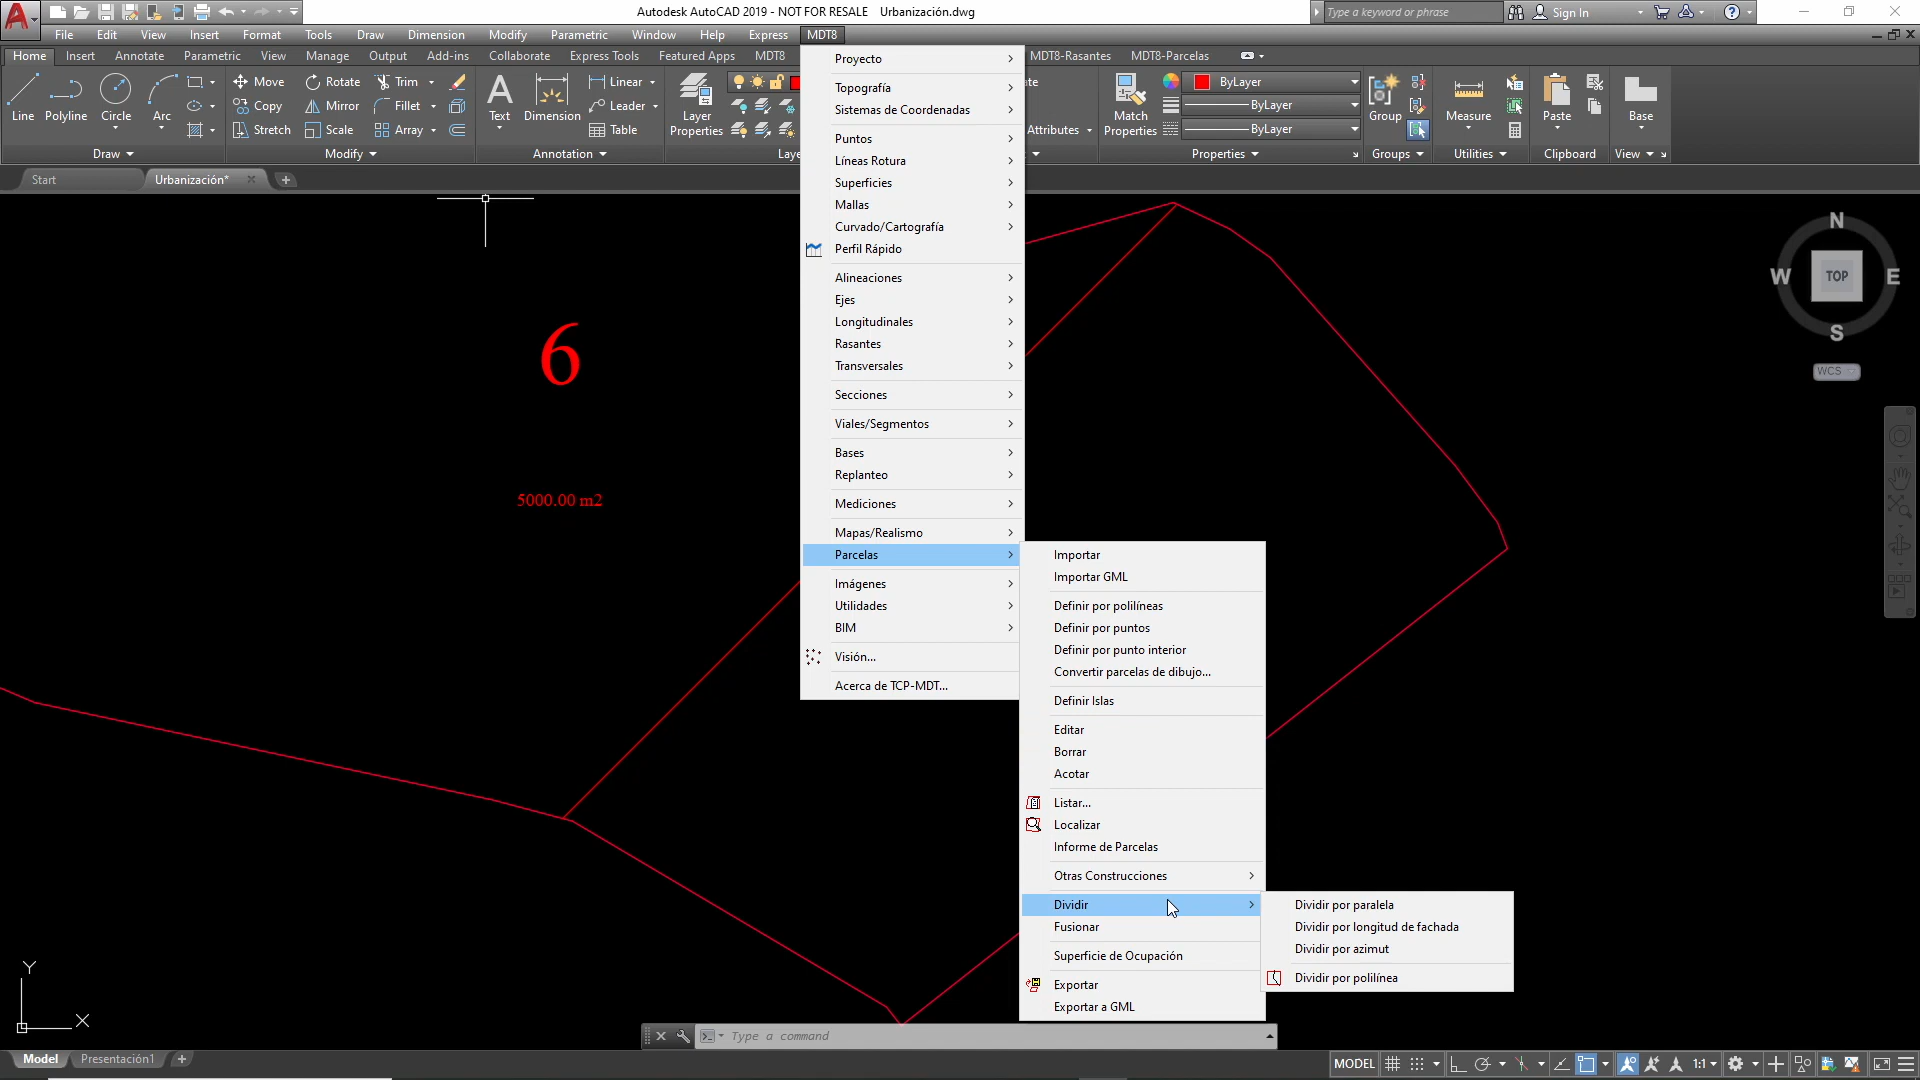 Autodesk AutoCAD 2019 - NOT FOR RESALE Urbanización.dwg
Type a keyword or phrase
Sign In
File Edit View Insert Format Tools Draw Dimension Modify Parametric Window Help Express MDT8
Home Insert Annotate Parametric View Manage Output Add-ins Collaborate Express Tools Featured Apps MDT8 MDT8-Rasantes MDT8-Parcelas
Line
Polyline
Circle
Arc
Move
Rotate
Trim
Copy
Mirror
Fillet
Stretch
Scale
Array
Text
Dimension
Linear
Leader
Table
Layer
Properties
Attributes
Match
Properties
ByLayer
ByLayer
ByLayer
Group
Measure
Paste
Base
Draw
Modify
Annotation
Properties
Groups
Utilities
Clipboard
View
Start
Urbanización*
Proyecto
Topografía
Sistemas de Coordenadas
Puntos
Líneas Rotura
Superficies
Mallas
Curvado/Cartografía
Perfil Rápido
Alineaciones
Ejes
Longitudinales
Rasantes
Transversales
Secciones
Viales/Segmentos
Bases
Replanteo
Mediciones
Mapas/Realismo
Parcelas
Imágenes
Utilidades
BIM
Visión...
Acerca de TCP-MDT...
Importar
Importar GML
Definir por polilíneas
Definir por puntos
Definir por punto interior
Convertir parcelas de dibujo...
Definir Islas
Editar
Borrar
Acotar
Listar...
Localizar
Informe de Parcelas
Otras Construcciones
Dividir
Fusionar
Superficie de Ocupación
Exportar
Exportar a GML
Dividir por paralela
Dividir por longitud de fachada
Dividir por azimut
Dividir por polilínea
6
5000.00 m2
N
W TOP E
S
WCS
Y
X
Type a command
Model Presentación1
MODEL 1:1